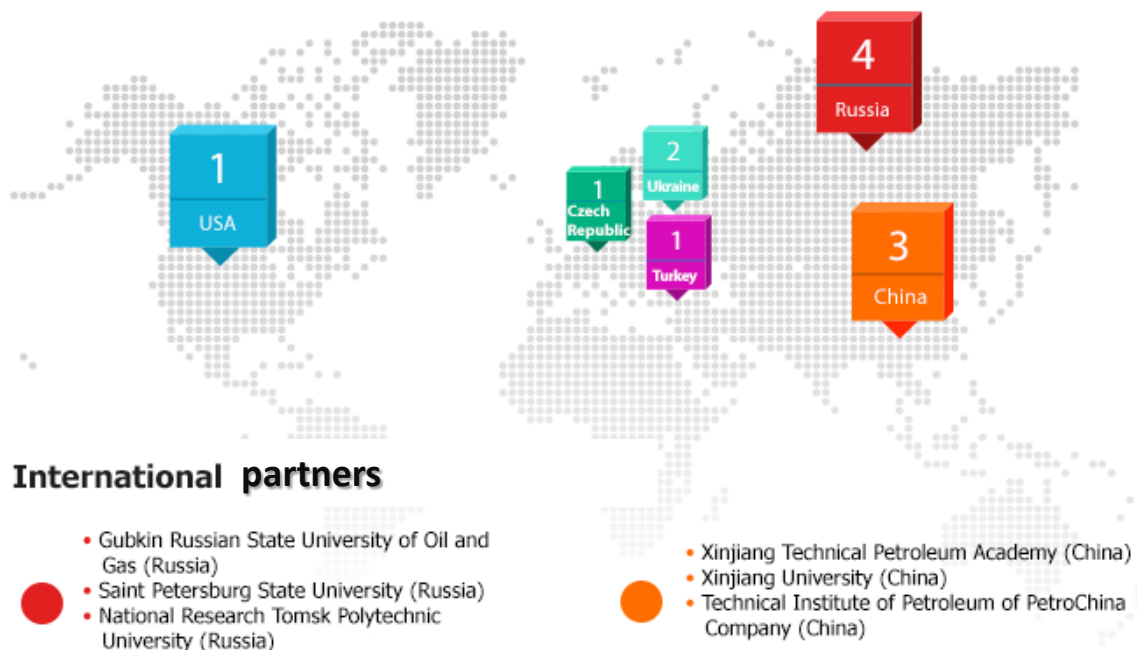 4
Russia
1
USA
2
Ukraine
1
Czech
Republic
1
Turkey
3
China
International partners
• Gubkin Russian State University of Oil and
Gas (Russia)
• Saint Petersburg State University (Russia)
• National Research Tomsk Polytechnic
University (Russia)
• Xinjiang Technical Petroleum Academy (China)
• Xinjiang University (China)
• Technical Institute of Petroleum of PetroChina
Company (China)